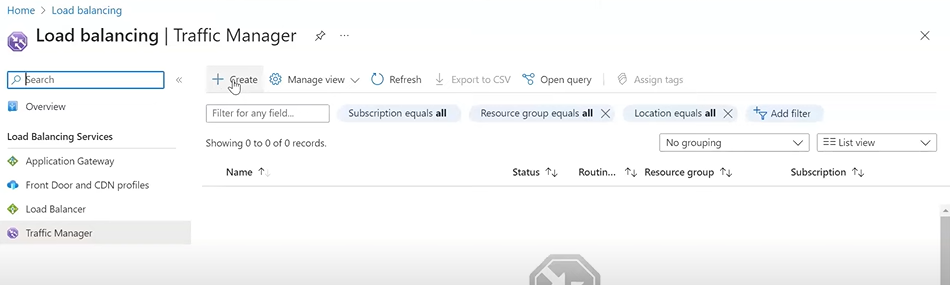 Home > Load balancing
Load balancing | Traffic Manager
Search
Create Manage view Refresh Export to CSV Open query Assign tags
Overview
Filter for any field... Subscription equals all Resource group equals all Location equals all Add filter
Load Balancing Services
Showing 0 to 0 of 0 records. No grouping List view
Application Gateway
Name Status Routin... Resource group Subscription
Front Door and CDN profiles
Load Balancer
Traffic Manager